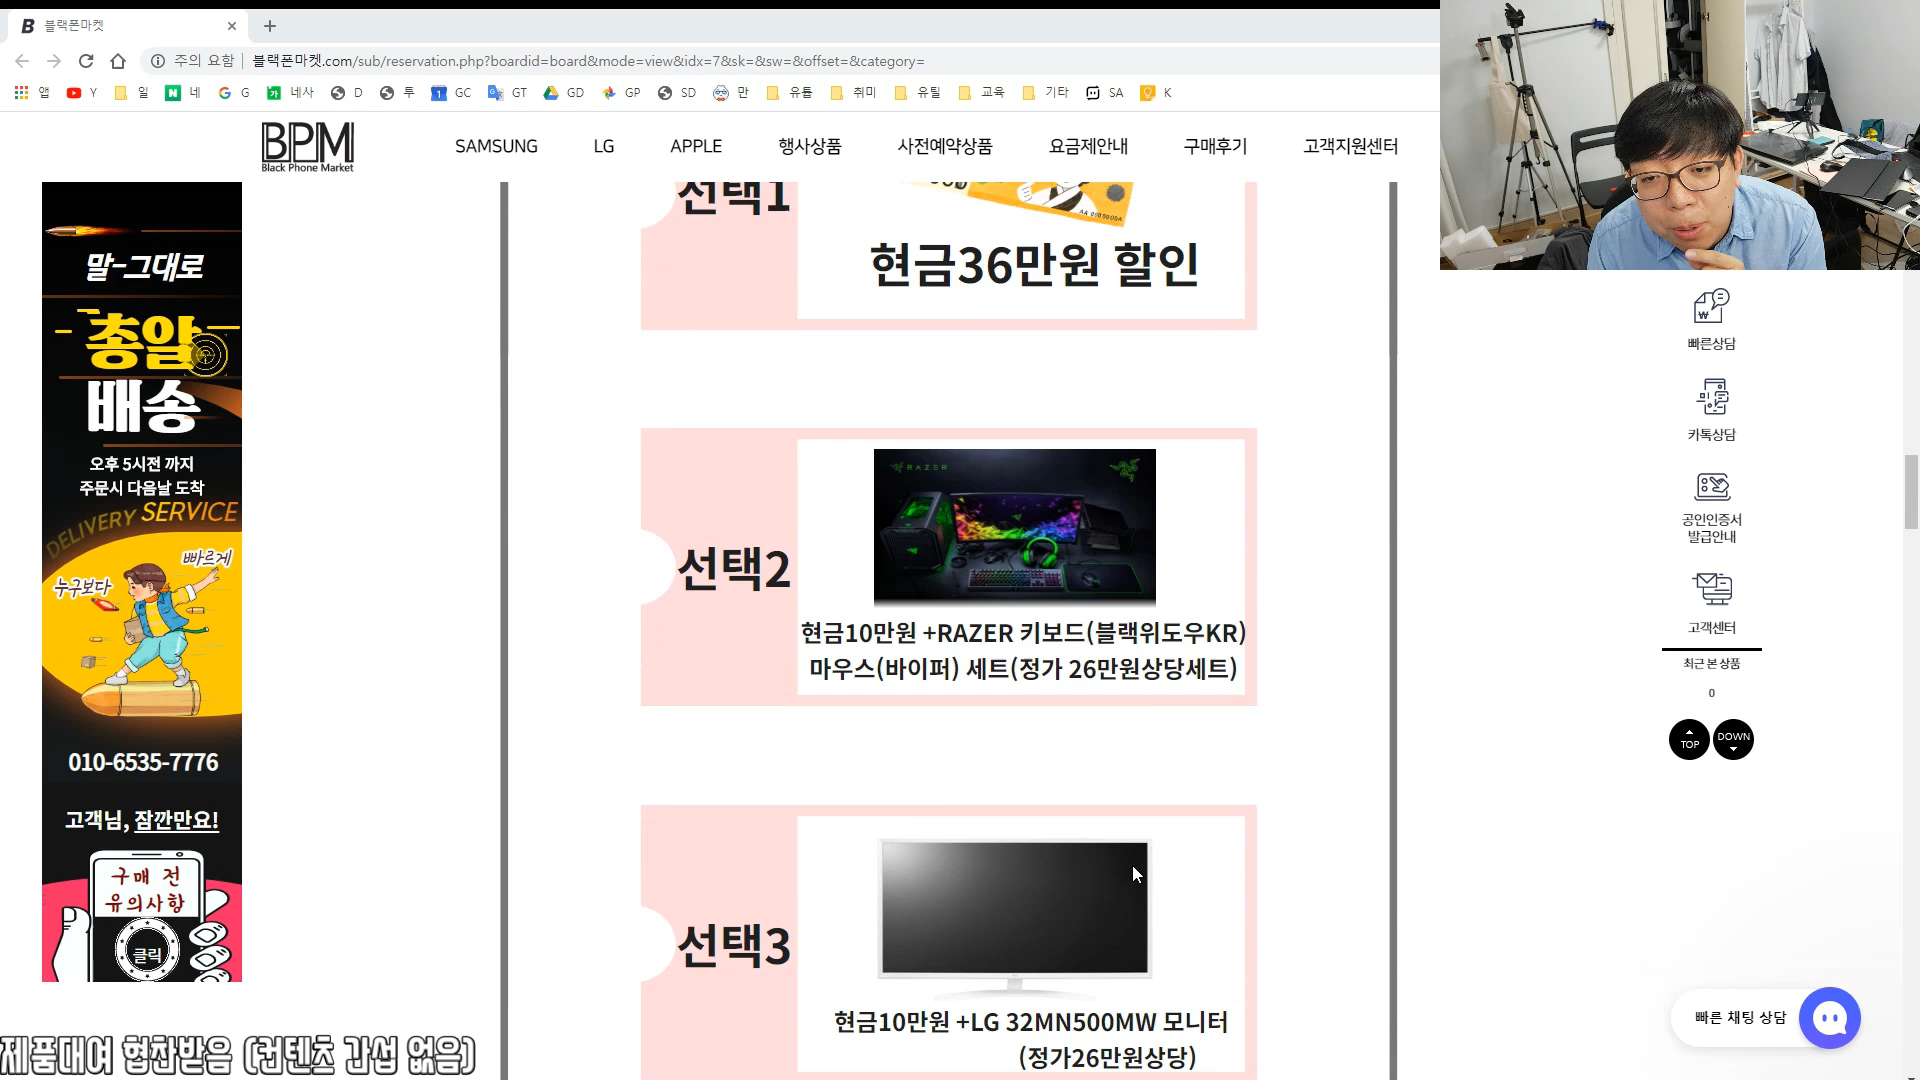 블랙폰마켓
주의 요함
블랙폰마켓.com/sub/reservation.php?boardid=board&mode=view&idx=7&sk=&sw=&offset=&category=
앱 Y 일 네 G 네사 D 투 GC GT GD GP SD 만 유틉 취미 유틸 교육 기타 SA K
BPM
Black Phone Market
SAMSUNG LG APPLE 행사상품 사전예약상품 요금제안내 구매후기 고객지원센터
말-그대로
총알
배송
오후 5시전 까지
주문시 다음날 도착
DELIVERY SERVICE
빠르게
누구보다
010-6535-7776
고객님, 잠깐만요!
구매 전
유의사항
클릭
선택1
AA 0000000A
현금36만원 할인
선택2
RAZER
현금10만원 +RAZER 키보드(블랙위도우KR)
마우스(바이퍼) 세트(정가 26만원상당세트)
선택3
현금10만원 +LG 32MN500MW 모니터
(정가26만원상당)
빠른상담
카톡상담
공인인증서
발급안내
고객센터
최근 본 상품
0
TOP
DOWN
빠른 채팅 상담
제품대여 협찬받음 (컨텐츠 간섭 없음)